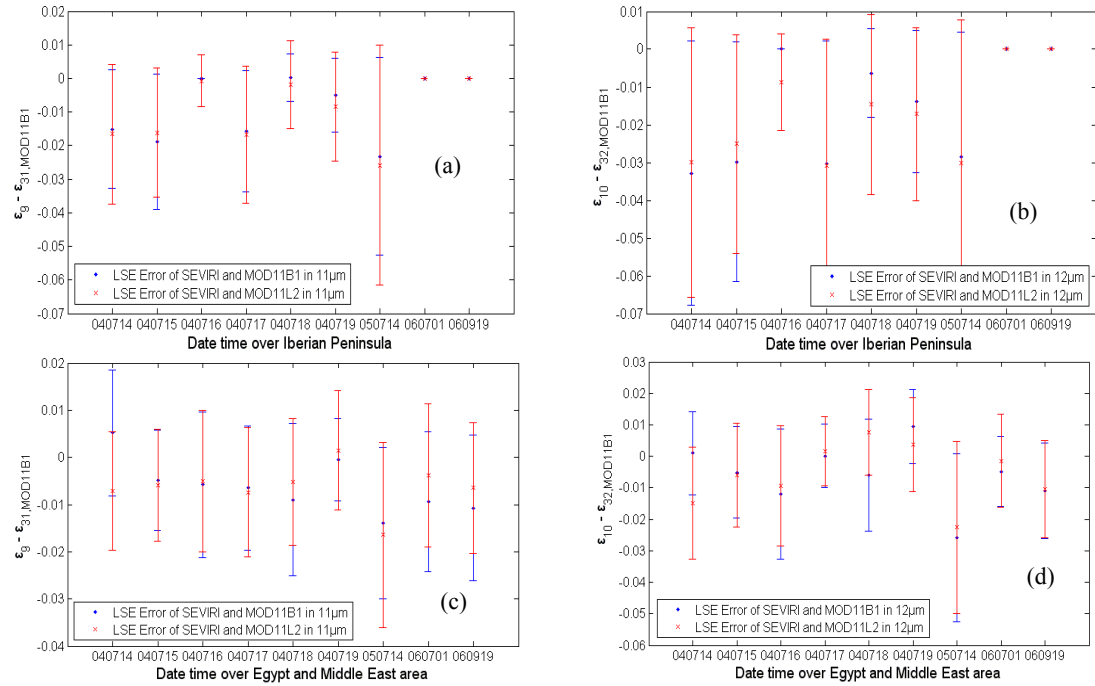 0.01
0
-0.01
-0.02
-0.03
-0.04
-0.05
0.06
0.07
ε9 - ε31,MOD11B1
(a)
LSE Error of SEVIRI and MOD11B1 in 11µm
LSE Error of SEVIRI and MOD11L2 in 11µm
040714 040715 040716 040717 040718 040719 050714 060701 060919
Date time over Iberian Peninsula
0.01
0
-0.01
-0.02
-0.03
-0.04
-0.05
-0.06
0.07
ε10 - ε32,MOD11B1
(b)
LSE Error of SEVIRI and MOD11B1 in 12µm
LSE Error of SEVIRI and MOD11L2 in 12µm
040714 040715 040716 040717 040718 040719 050714 060701 060919
Date time over Iberian Peninsula
0.02
0.01
0
-0.01
-0.02
-0.03
-0.04
ε9 - ε31,MOD11B1
(c)
LSE Error of SEVIRI and MOD11B1 in 11µm
LSE Error of SEVIRI and MOD11L2 in 11µm
040714 040715 040716 040717 040718 040719 050714 060701 060919
Date time over Egypt and Middle East area
0.03
0.02
0.01
0
-0.01
-0.02
-0.03
-0.04
-0.05
0.06
ε10 - ε32,MOD11B1
(d)
LSE Error of SEVIRI and MOD11B1 in 12µm
LSE Error of SEVIRI and MOD11L2 in 12µm
040714 040715 040716 040717 040718 040719 050714 060701 060919
Date time over Egypt and Middle East area